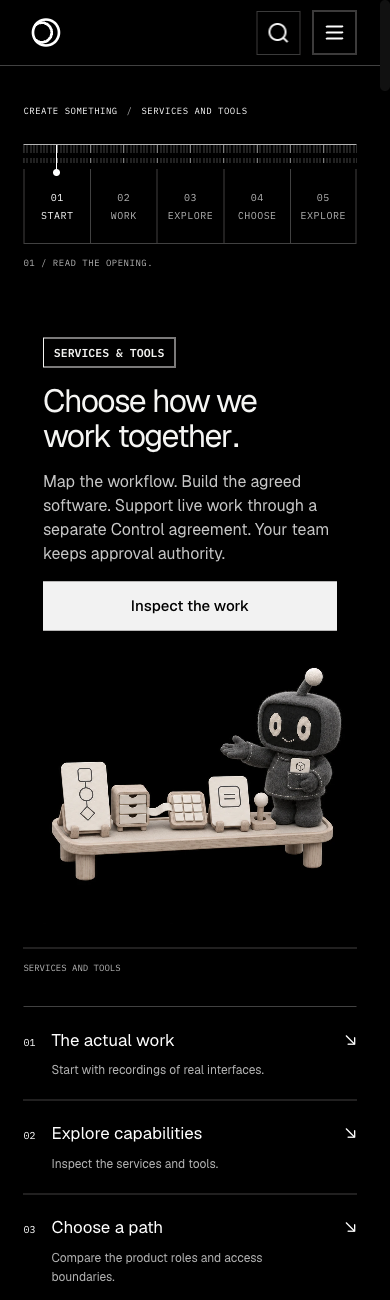 CREATE SOMETHING / SERVICES AND TOOLS
01 02 03 04 05
START WORK EXPLORE CHOOSE EXPLORE
01 / READ THE OPENING.
SERVICES & TOOLS
Choose how we
work together.
Map the workflow. Build the agreed
software. Support live work through a
separate Control agreement. Your team
keeps approval authority.
Inspect the work
SERVICES AND TOOLS
01 The actual work
Start with recordings of real interfaces.
02 Explore capabilities
Inspect the services and tools.
03 Choose a path
Compare the product roles and access
boundaries.